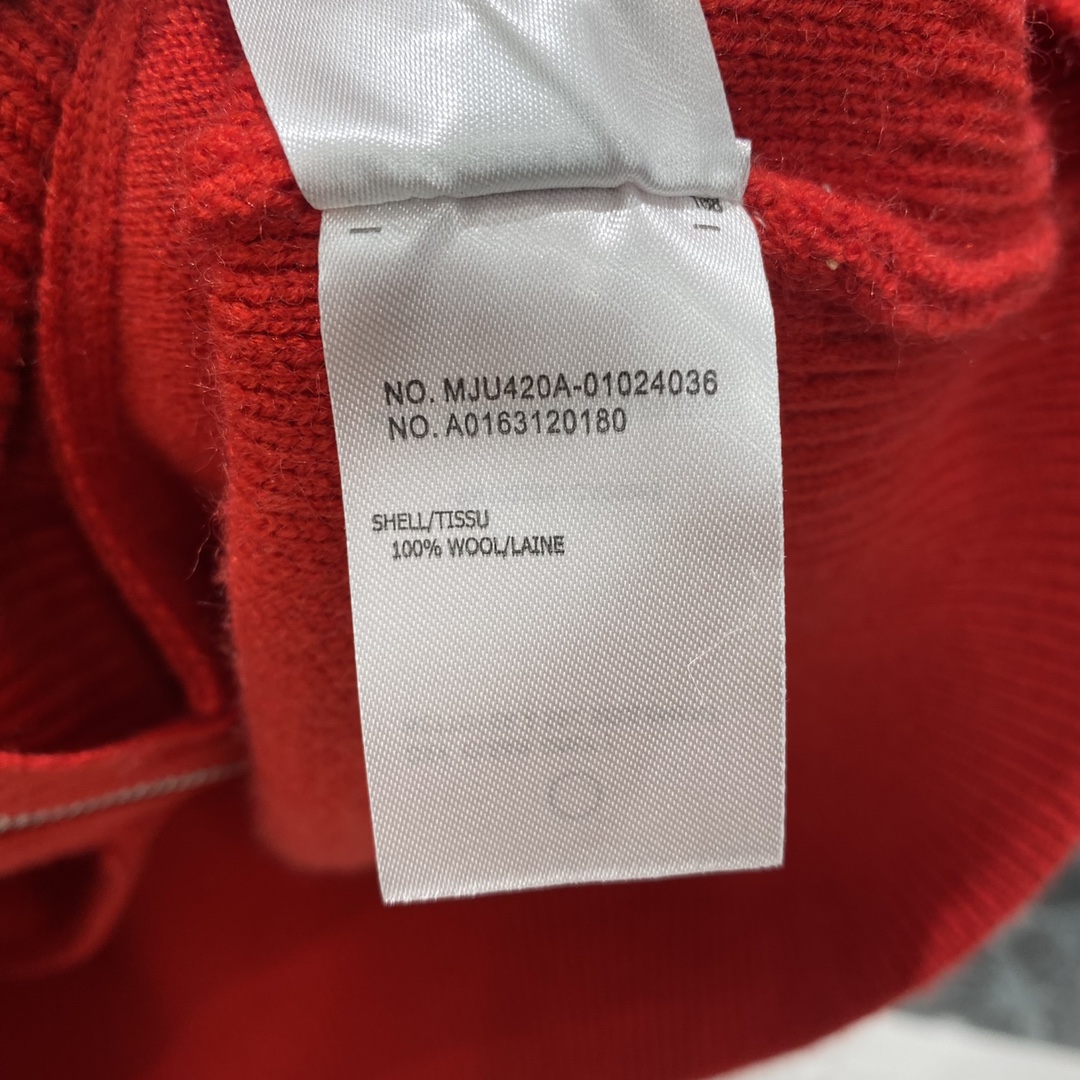 NO. MJU420A-01024036
NO. A0163120180
SHELL/TISSU
100% WOOL/LAINE